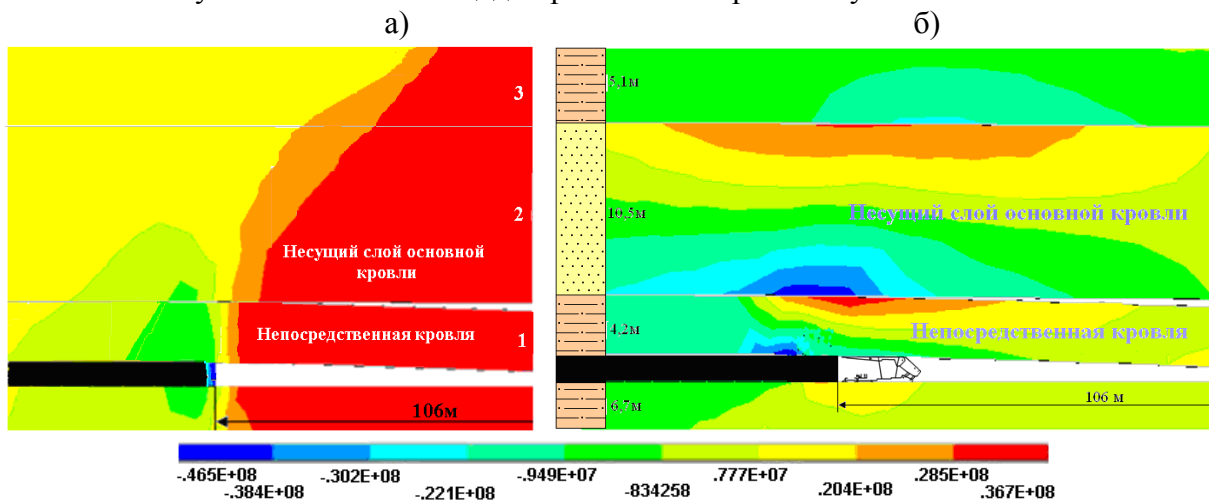 а)
б)
3
2
Несущий слой основной
кровли
Непосредственная кровля
1
106м
5,1м
10,5м
Несущий слой основной кровли
4,2м
Непосредственная кровля
6,7м
106 м
-.465E+08
-.384E+08
-.302E+08
-.221E+08
-.949E+07
-834258
.777E+07
.204E+08
.285E+08
.367E+08